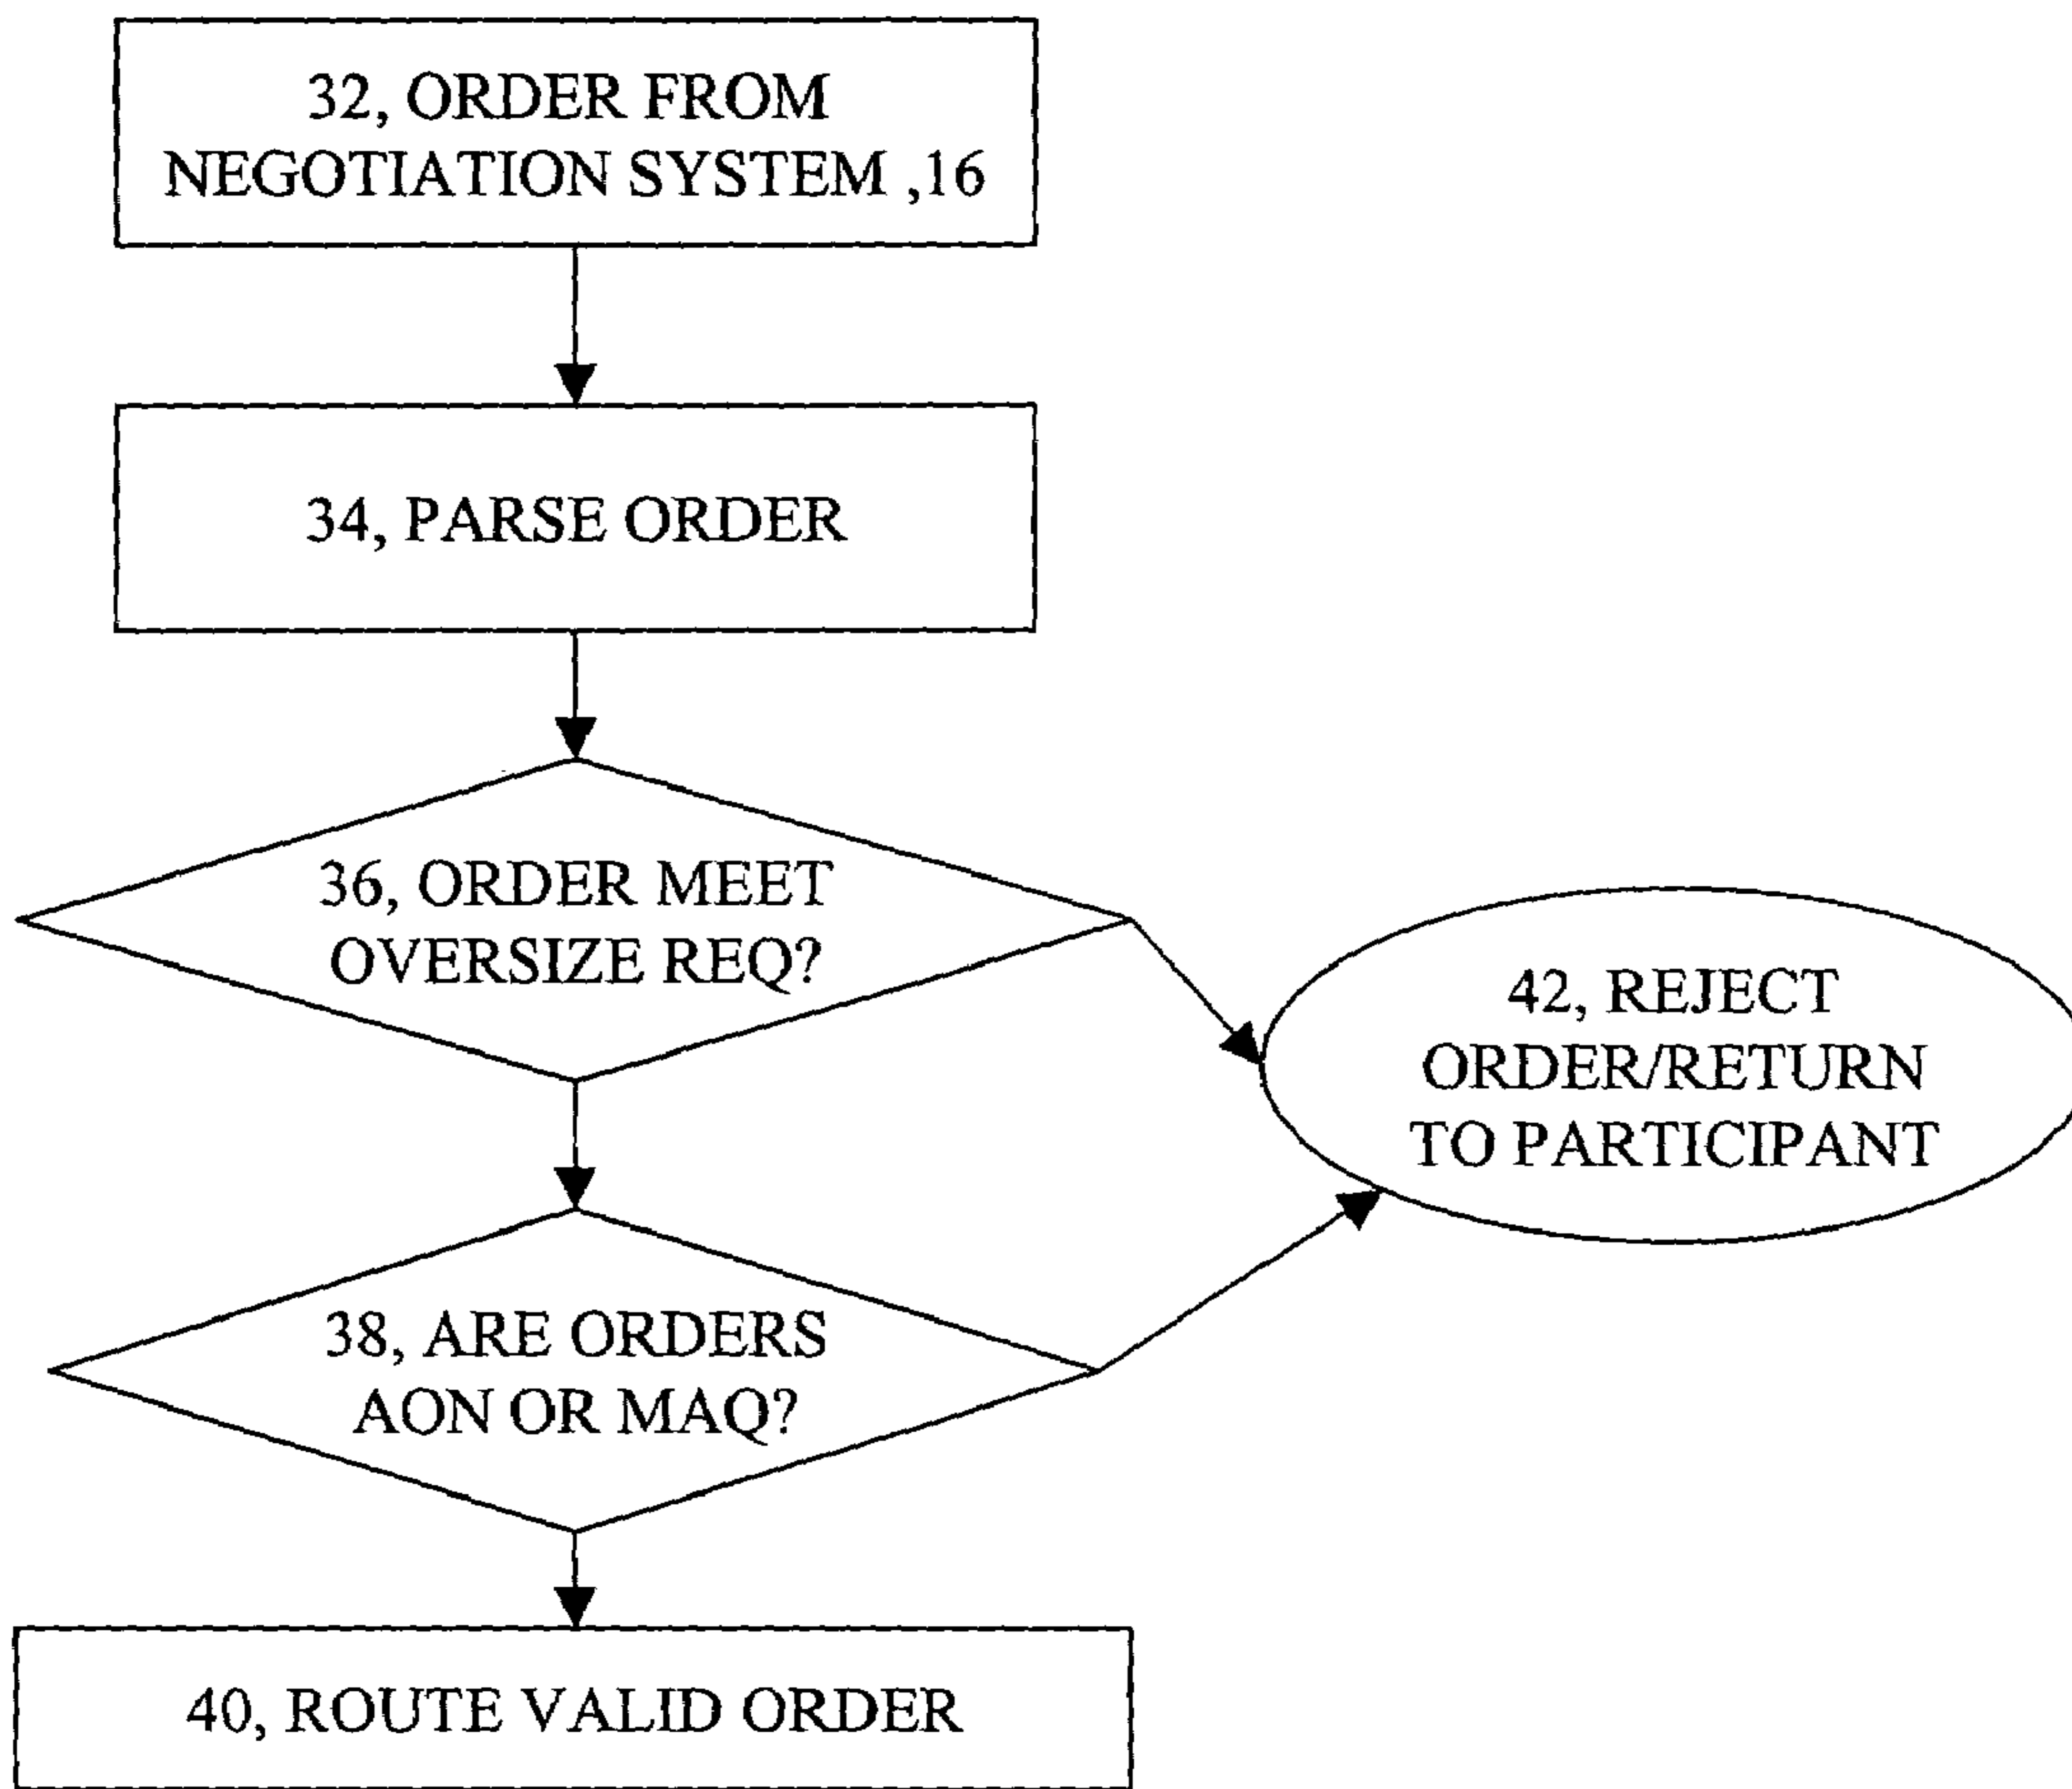 32, ORDER FROM
NEGOTIATION SYSTEM ,16
34, PARSE ORDER
36, ORDER MEET
OVERSIZE REQ?
42, REJECT
ORDER/RETURN
TO PARTICIPANT
38, ARE ORDERS
AON OR MAQ?
40, ROUTE VALID ORDER